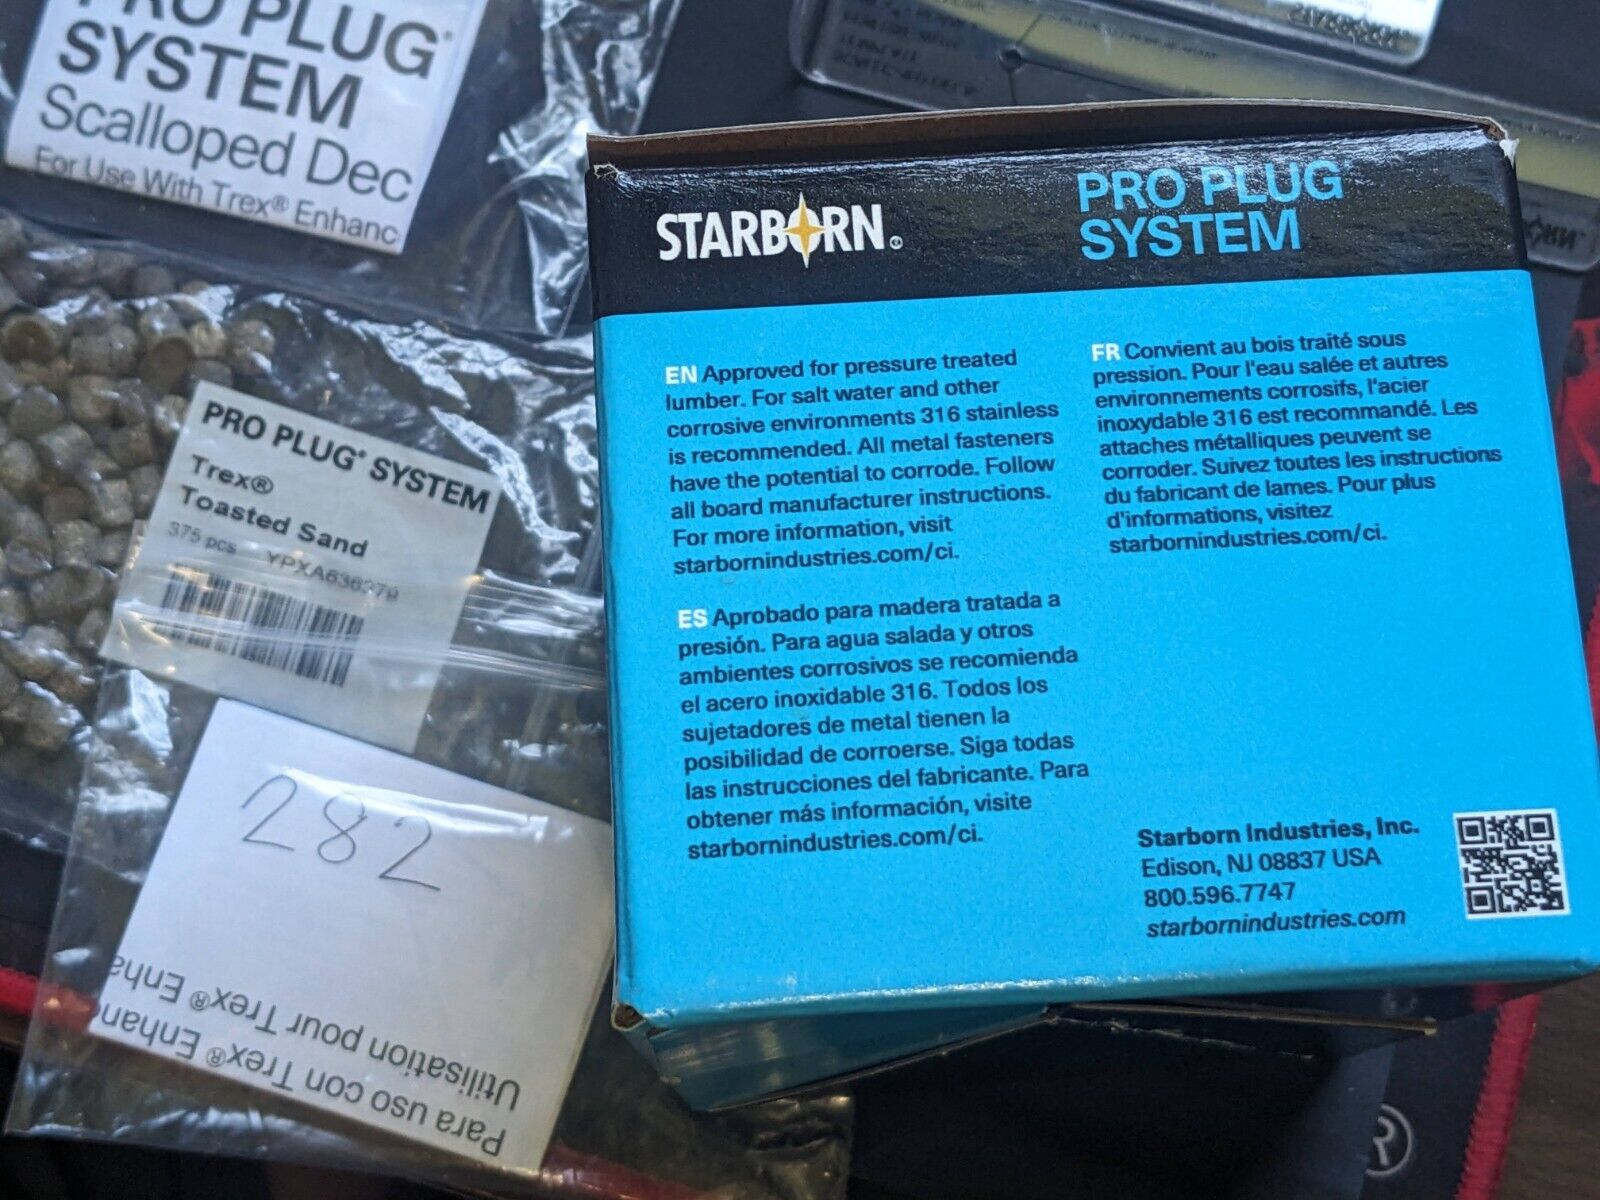 PRO PLUG
SYSTEM
Scalloped Dec
For Use With Trex® Enhanc
PRO PLUG® SYSTEM
Trex®
Toasted Sand
375 pcs YPXA636379
282
Para uso con Trex® Enhanc
Utilisation pour Trex® Enha
STARBORN®
PRO PLUG®
SYSTEM
EN Approved for pressure treated
lumber. For salt water and other
corrosive environments 316 stainless
is recommended. All metal fasteners
have the potential to corrode. Follow
all board manufacturer instructions.
For more information, visit
starbornindustries.com/ci.
FR Convient au bois traité sous
pression. Pour l'eau salée et autres
environnements corrosifs, l'acier
inoxydable 316 est recommandé. Les
attaches métalliques peuvent se
corroder. Suivez toutes les instructions
du fabricant de lames. Pour plus
d'informations, visitez
starbornindustries.com/ci.
ES Aprobado para madera tratada a
presión. Para agua salada y otros
ambientes corrosivos se recomienda
el acero inoxidable 316. Todos los
sujetadores de metal tienen la
posibilidad de corroerse. Siga todas
las instrucciones del fabricante. Para
obtener más información, visite
starbornindustries.com/ci.
Starborn Industries, Inc.
Edison, NJ 08837 USA
800.596.7747
starbornindustries.com
®